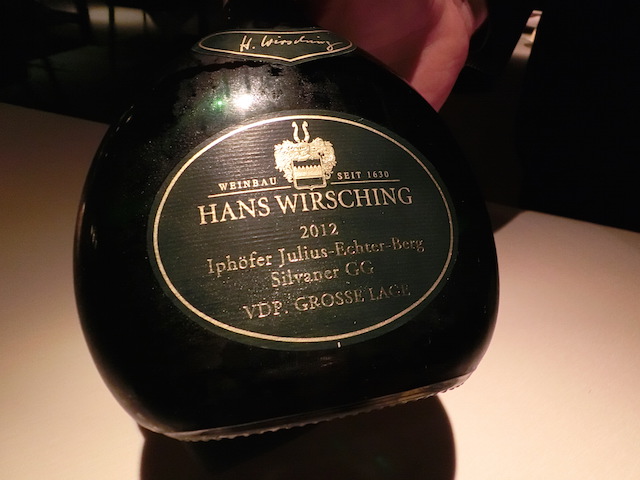 H. Wirsching
WEINBAU SEIT 1630
HANS WIRSCHING
2012
Iphöfer Julius-Echter-Berg
Silvaner GG
VDP. GROSSE LAGE